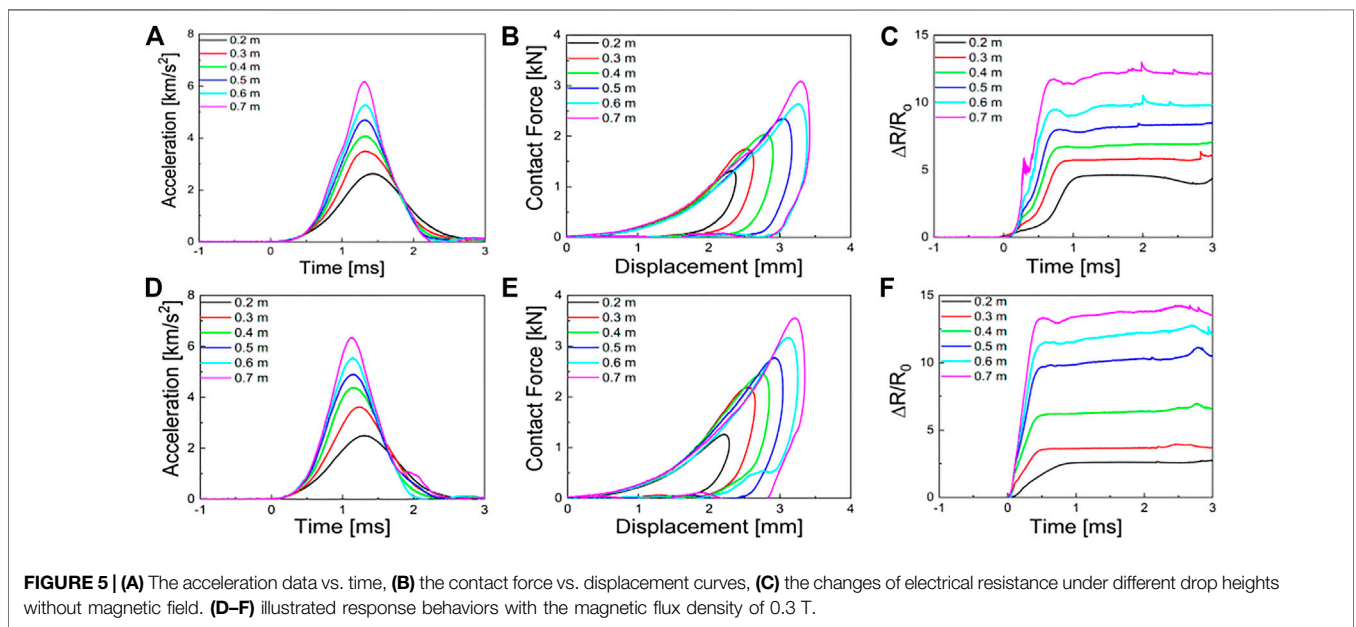 A
8
6
4
2
0
-1
0
1
2
3
Acceleration [km/s²]
Time [ms]
0.2 m
0.3 m
0.4 m
0.5 m
0.6 m
0.7 m
B
4
3
2
1
0
0
1
2
3
4
Contact Force [kN]
Displacement [mm]
0.2 m
0.3 m
0.4 m
0.5 m
0.6 m
0.7 m
C
15
10
5
0
-1
0
1
2
3
ΔR/R₀
Time [ms]
0.2 m
0.3 m
0.4 m
0.5 m
0.6 m
0.7 m
D
8
6
4
2
0
-1
0
1
2
3
Acceleration [km/s²]
Time [ms]
0.2 m
0.3 m
0.4 m
0.5 m
0.6 m
0.7 m
E
4
3
2
1
0
0
1
2
3
4
Contact Force [kN]
Displacement [mm]
0.2 m
0.3 m
0.4 m
0.5 m
0.6 m
0.7 m
F
15
10
5
0
-1
0
1
2
3
ΔR/R₀
Time [ms]
0.2 m
0.3 m
0.4 m
0.5 m
0.6 m
0.7 m
FIGURE 5 | (A) The acceleration data vs. time, (B) the contact force vs. displacement curves, (C) the changes of electrical resistance under different drop heights
without magnetic field. (D–F) illustrated response behaviors with the magnetic flux density of 0.3 T.